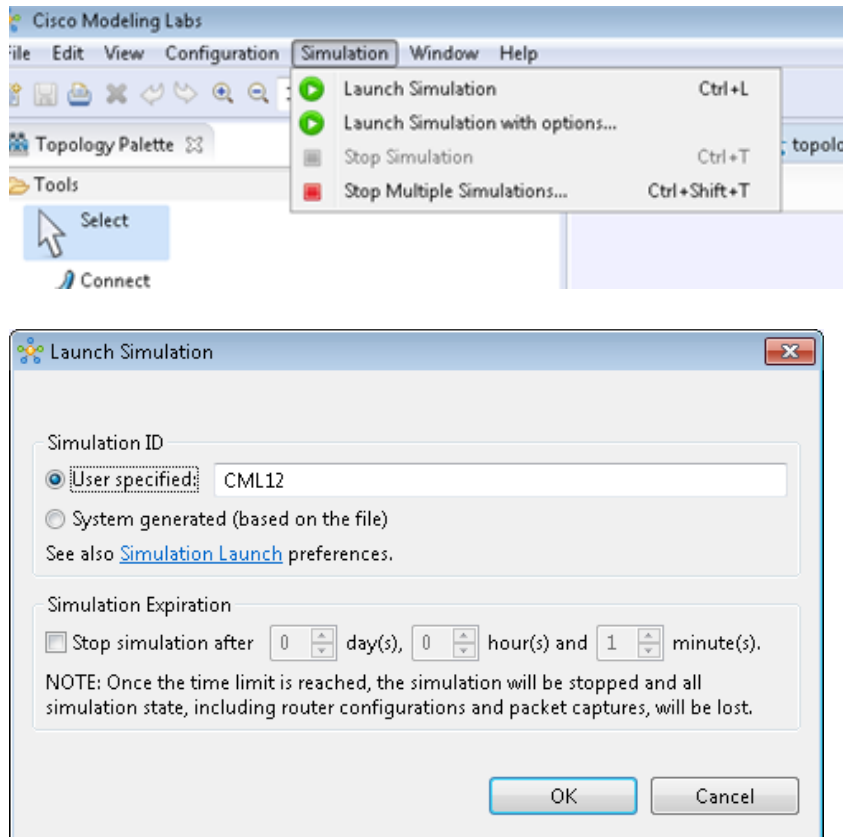 Cisco Modeling Labs
File Edit View Configuration Simulation Window Help
Launch Simulation Ctrl+L
Launch Simulation with options...
Topology Palette
Stop Simulation Ctrl+T
Tools
Stop Multiple Simulations... Ctrl+Shift+T
Select
Connect
Launch Simulation
Simulation ID
User specified: CML12
System generated (based on the file)
See also Simulation Launch preferences.
Simulation Expiration
Stop simulation after 0 day(s), 0 hour(s) and 1 minute(s).
NOTE: Once the time limit is reached, the simulation will be stopped and all
simulation state, including router configurations and packet captures, will be lost.
OK Cancel